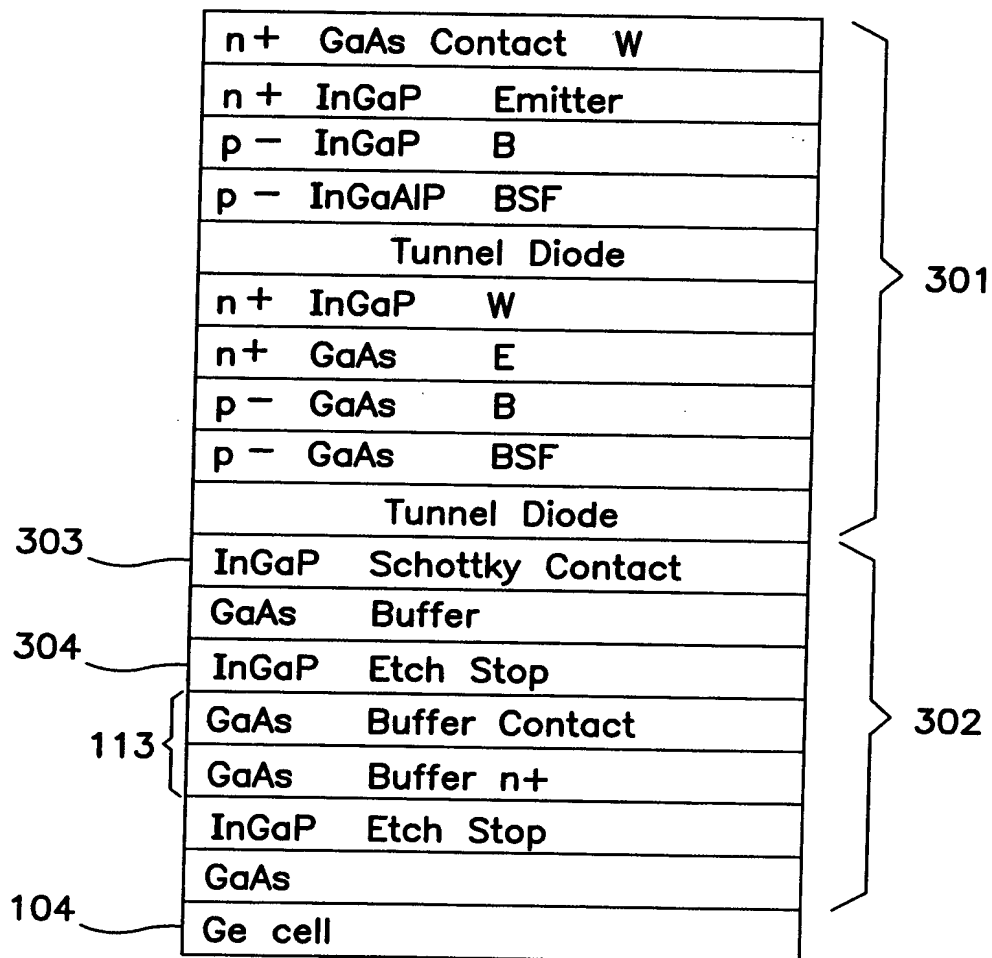 n+ GaAs Contact W
n+ InGaP Emitter
p- InGaP B
p- InGaAlP BSF
Tunnel Diode
301
n+ InGaP W
n+ GaAs E
p- GaAs B
p- GaAs BSF
Tunnel Diode
303
InGaP Schottky Contact
GaAs Buffer
304
InGaP Etch Stop
GaAs Buffer Contact
302
113
GaAs Buffer n+
InGaP Etch Stop
GaAs
104
Ge cell